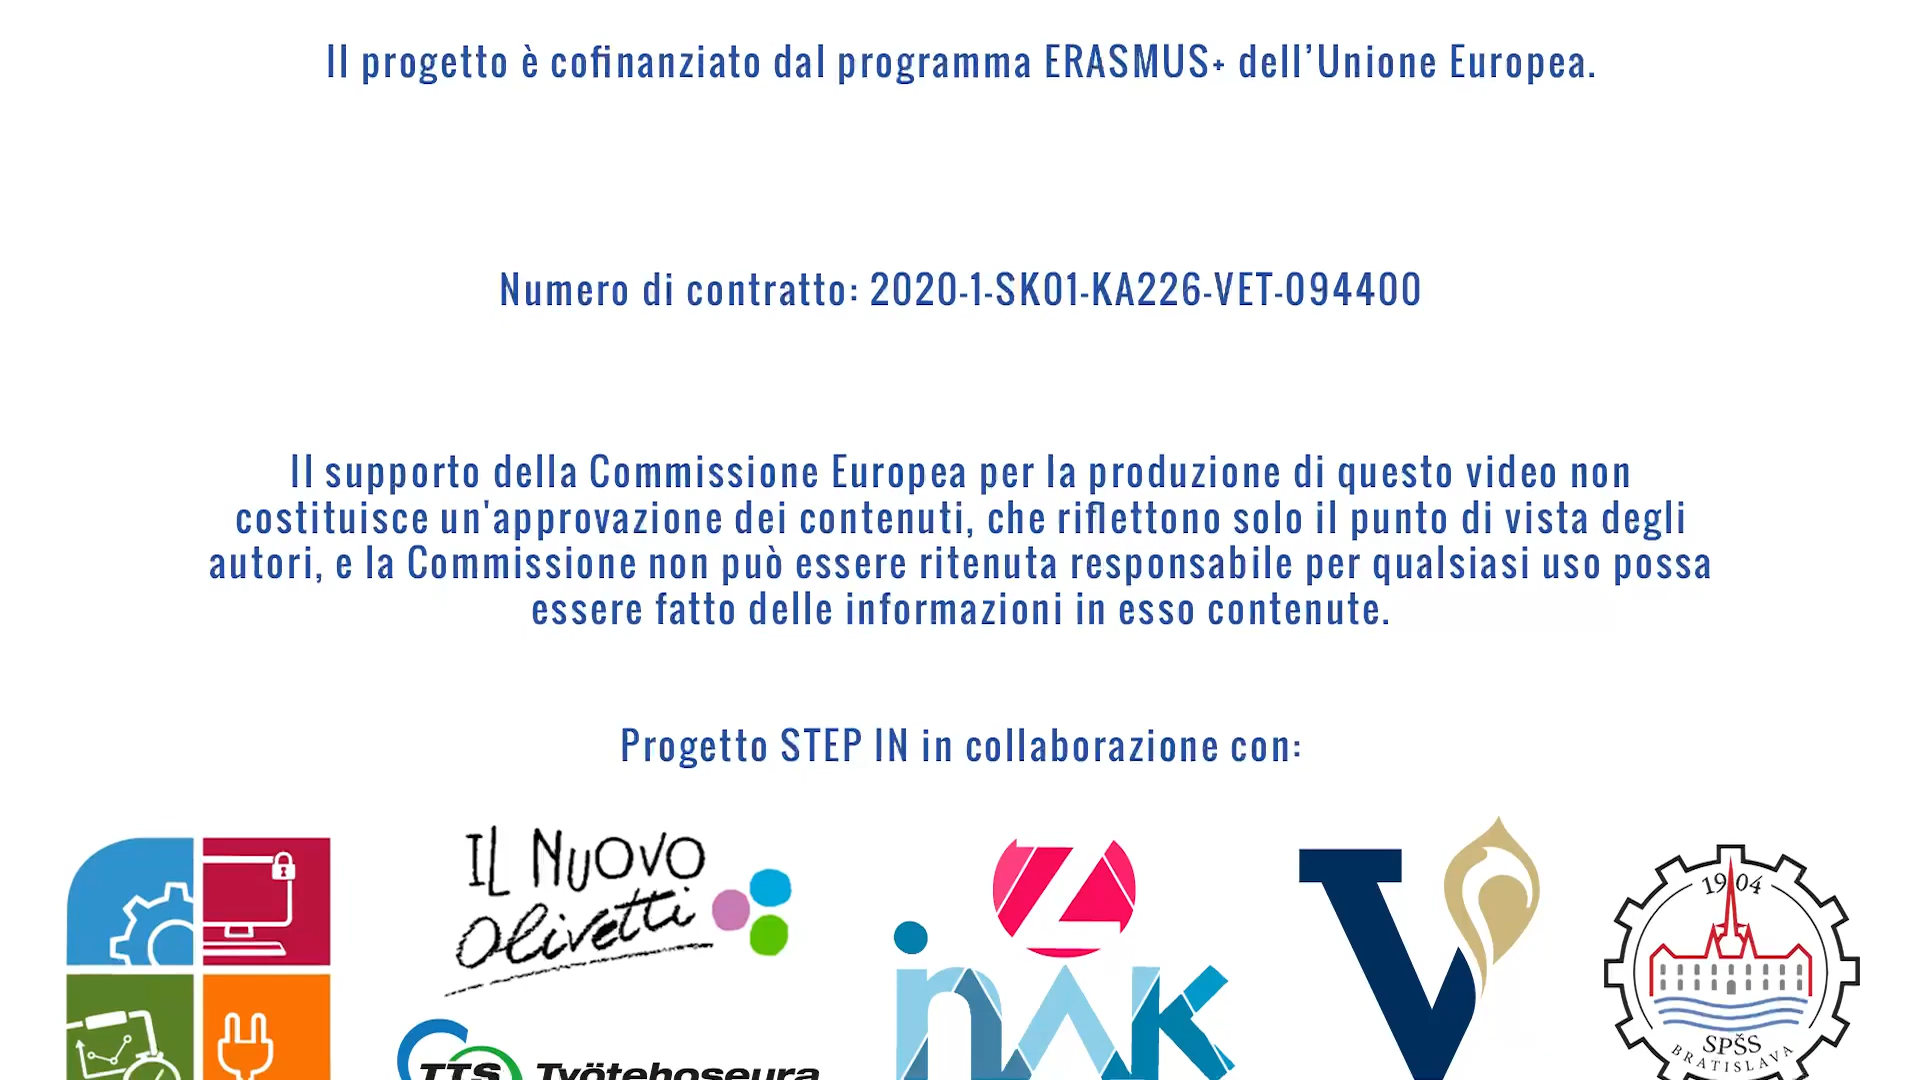 Il progetto è cofinanziato dal programma ERASMUS+ dell’Unione Europea.
Numero di contratto: 2020-1-SK01-KA226-VET-094400
Il supporto della Commissione Europea per la produzione di questo video non
costituisce un'approvazione dei contenuti, che riflettono solo il punto di vista degli
autori, e la Commissione non può essere ritenuta responsabile per qualsiasi uso possa
essere fatto delle informazioni in esso contenute.
Progetto STEP IN in collaborazione con:
IL NUOVO
Olivetti
TTS Työtehoseura
Z
inak
V
1904
SPŠS
BRATISLAVA